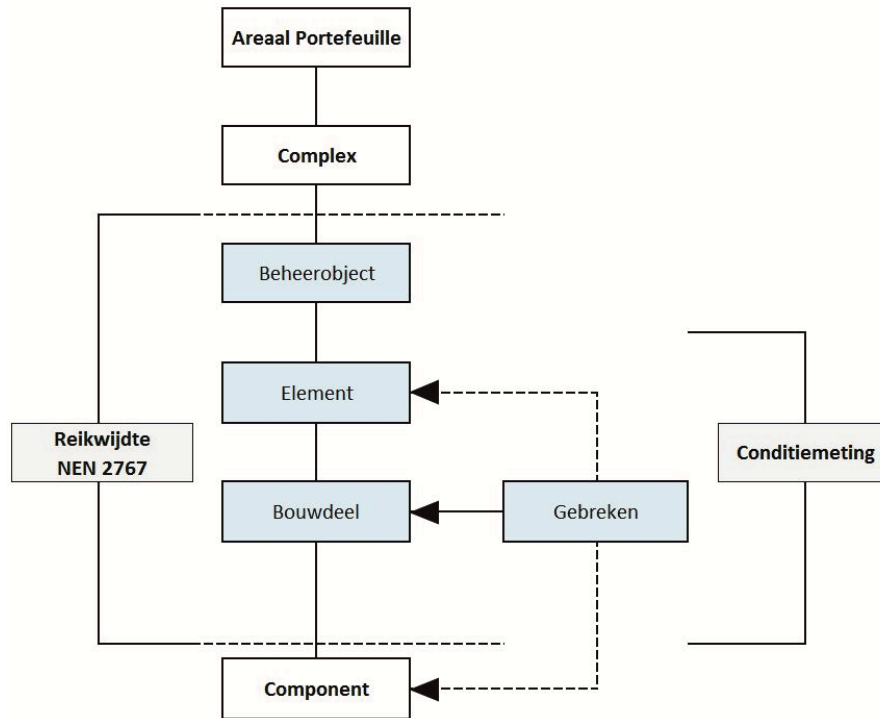 Areaal Portefeuille
Complex
Beheerobject
Element
Reikwijdte
NEN 2767
Conditiemeting
Bouwdeel
Gebreken
Component